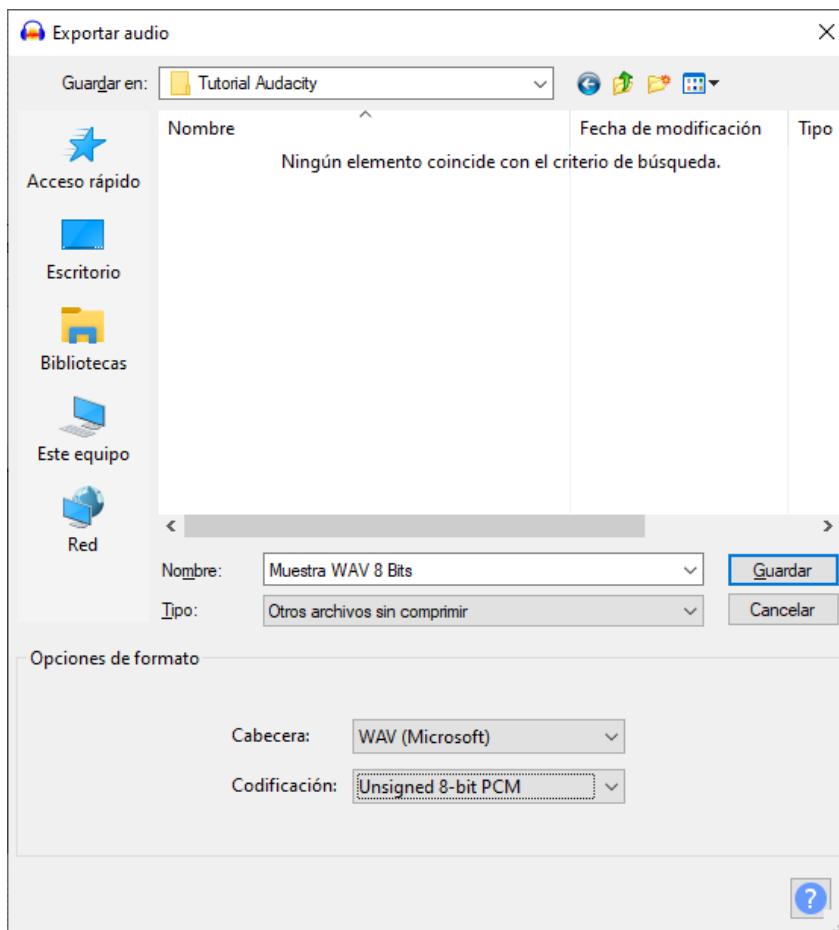 Exportar audio
Guardar en: Tutorial Audacity
Nombre Fecha de modificación Tipo
Ningún elemento coincide con el criterio de búsqueda.
Acceso rápido
Escritorio
Bibliotecas
Este equipo
Red
Nombre: Muestra WAV 8 Bits Guardar
Tipo: Otros archivos sin comprimir Cancelar
Opciones de formato
Cabecera: WAV (Microsoft)
Codificación: Unsigned 8-bit PCM
?